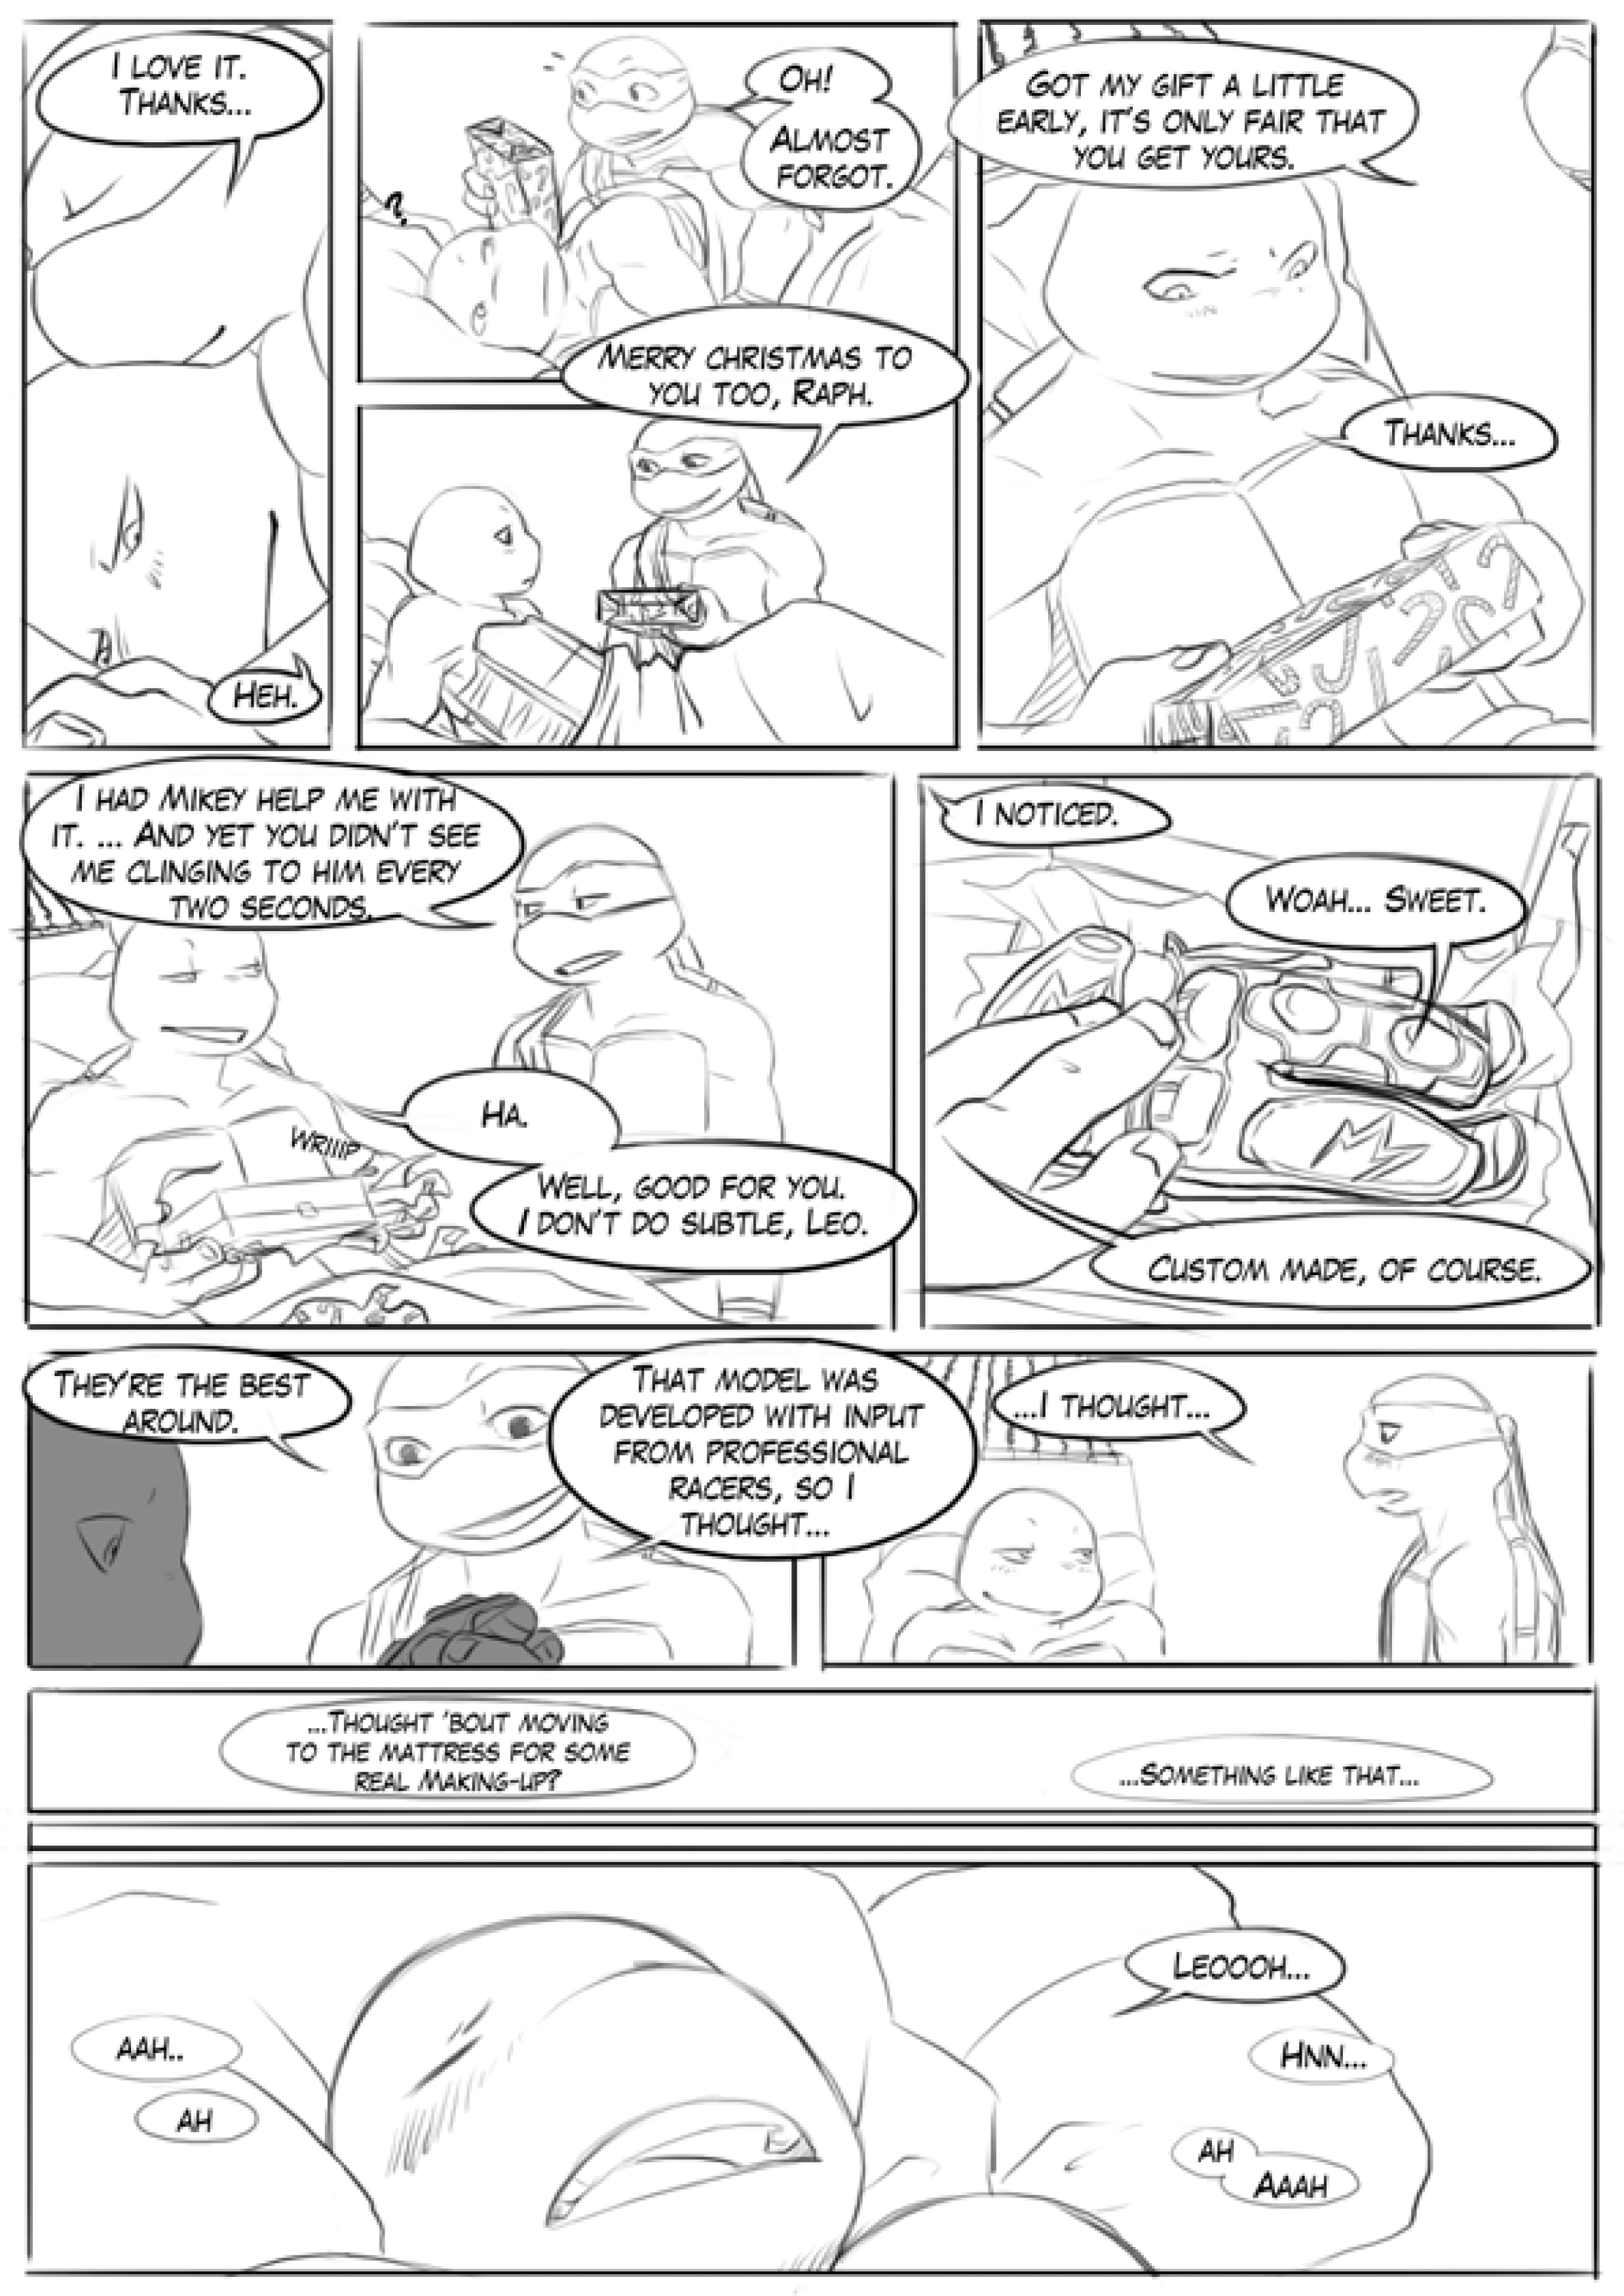 I LOVE IT.
THANKS...
HEH.
OH!
ALMOST
FORGOT.
?
MERRY CHRISTMAS TO
YOU TOO, RAPH.
GOT MY GIFT A LITTLE
EARLY, IT'S ONLY FAIR THAT
YOU GET YOURS.
THANKS...
I HAD MIKEY HELP ME WITH
IT. ... AND YET YOU DIDN'T SEE
ME CLINGING TO HIM EVERY
TWO SECONDS.
HA.
WRIIIP
WELL, GOOD FOR YOU.
I DON'T DO SUBTLE, LEO.
I NOTICED.
WOAH... SWEET.
CUSTOM MADE, OF COURSE.
THEY'RE THE BEST
AROUND.
THAT MODEL WAS
DEVELOPED WITH INPUT
FROM PROFESSIONAL
RACERS, SO I
THOUGHT...
...I THOUGHT...
...THOUGHT 'BOUT MOVING
TO THE MATTRESS FOR SOME
REAL MAKING-UP?
...SOMETHING LIKE THAT...
LEOOOH...
AAH..
AH
HNN...
AH
AAAH